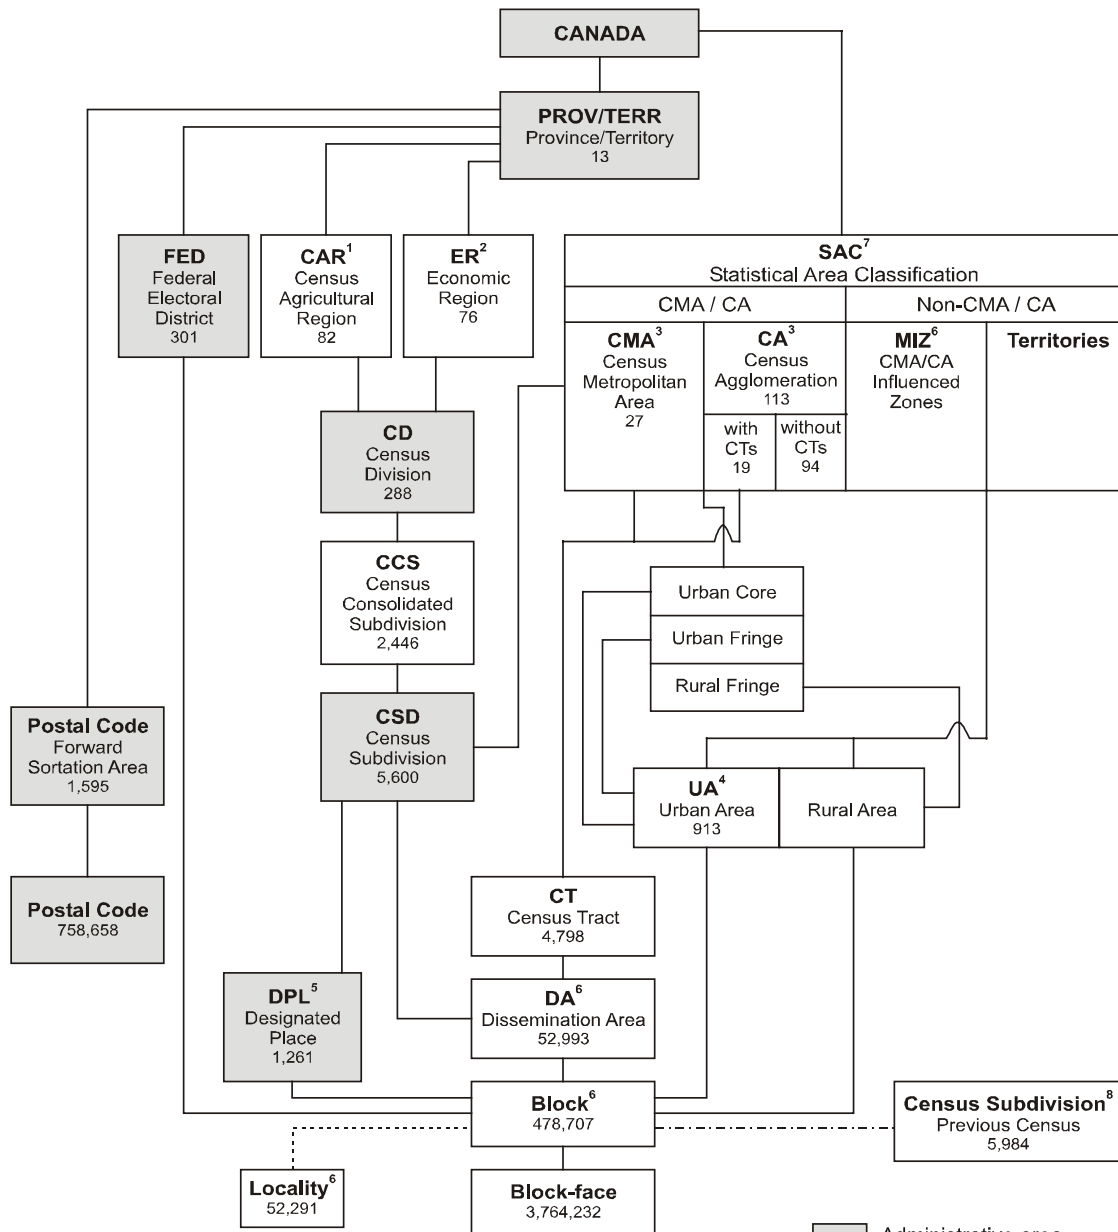 CANADA
PROV/TERR
Province/Territory
13
FED
Federal
Electoral
District
301
CAR1
Census
Agricultural
Region
82
ER2
Economic
Region
76
SAC7
Statistical Area Classification
CMA / CA
Non-CMA / CA
CMA3
Census
Metropolitan
Area
27
CA3
Census
Agglomeration
113
with
CTs
19
without
CTs
94
MIZ6
CMA/CA
Influenced
Zones
Territories
CD
Census
Division
288
CCS
Census
Consolidated
Subdivision
2,446
Urban Core
Urban Fringe
Rural Fringe
Postal Code
Forward
Sortation Area
1,595
CSD
Census
Subdivision
5,600
UA4
Urban Area
913
Rural Area
Postal Code
758,658
CT
Census Tract
4,798
DPL5
Designated
Place
1,261
DA6
Dissemination Area
52,993
Block6
478,707
Census Subdivision8
Previous Census
5,984
Locality6
52,291
Block-face
3,764,232
Administrative area